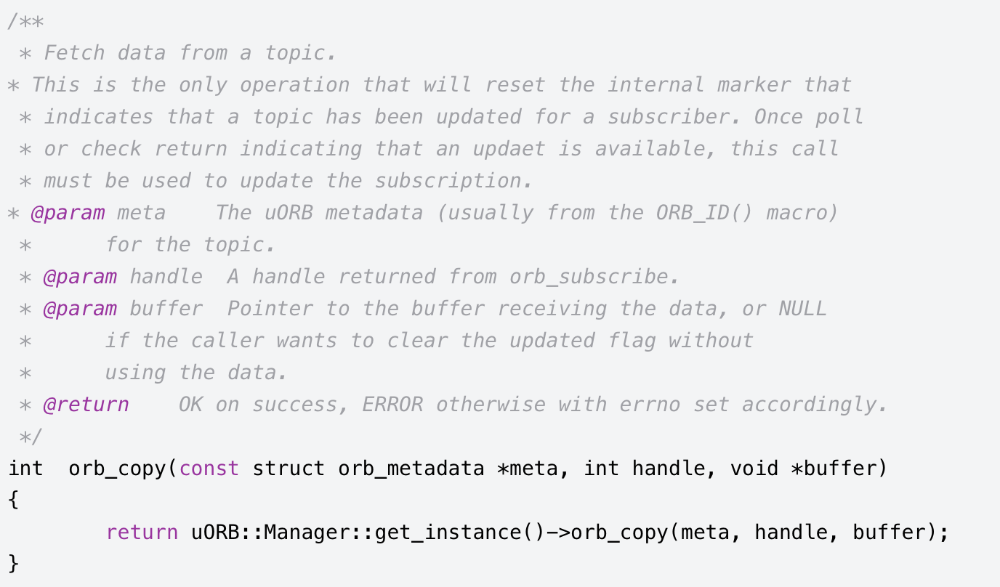 /**
 * Fetch data from a topic.
* This is the only operation that will reset the internal marker that
 * indicates that a topic has been updated for a subscriber. Once poll
 * or check return indicating that an updaet is available, this call
 * must be used to update the subscription.
* @param meta    The uORB metadata (usually from the ORB_ID() macro)
 *      for the topic.
 * @param handle  A handle returned from orb_subscribe.
 * @param buffer  Pointer to the buffer receiving the data, or NULL
 *      if the caller wants to clear the updated flag without
 *      using the data.
 * @return    OK on success, ERROR otherwise with errno set accordingly.
 */
int  orb_copy(const struct orb_metadata *meta, int handle, void *buffer)
{
        return uORB::Manager::get_instance()->orb_copy(meta, handle, buffer);
}